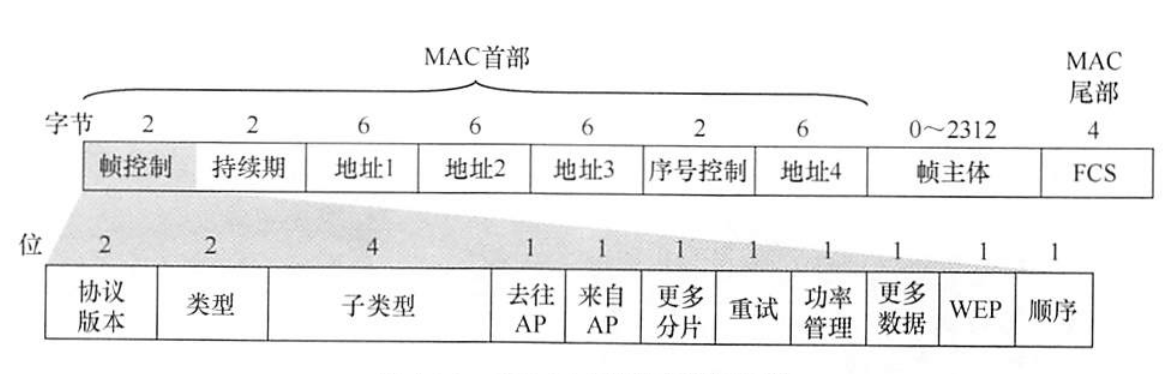 MAC首部
MAC
尾部
字节 2 2 6 6 6 2 6 0～2312 4
帧控制 持续期 地址1 地址2 地址3 序号控制 地址4 帧主体 FCS
位 2 2 4 1 1 1 1 1 1 1 1
协议
版本
类型
子类型
去往
AP
来自
AP
更多
分片
重试
功率
管理
更多
数据
WEP
顺序